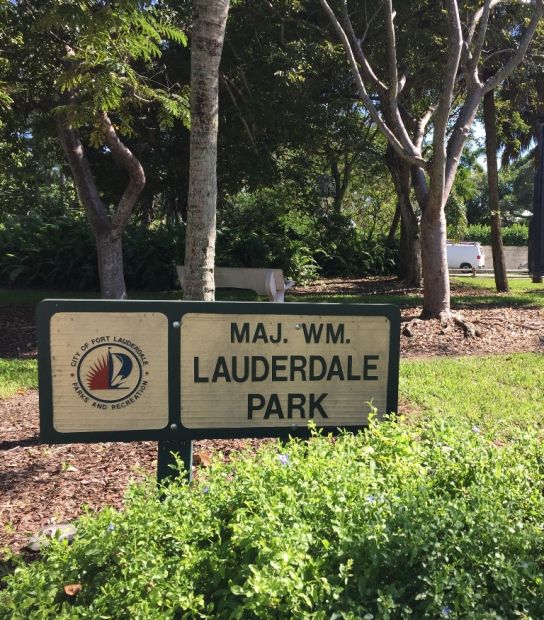 CITY OF FORT LAUDERDALE
PARKS AND RECREATION
MAJ. WM.
LAUDERDALE
PARK